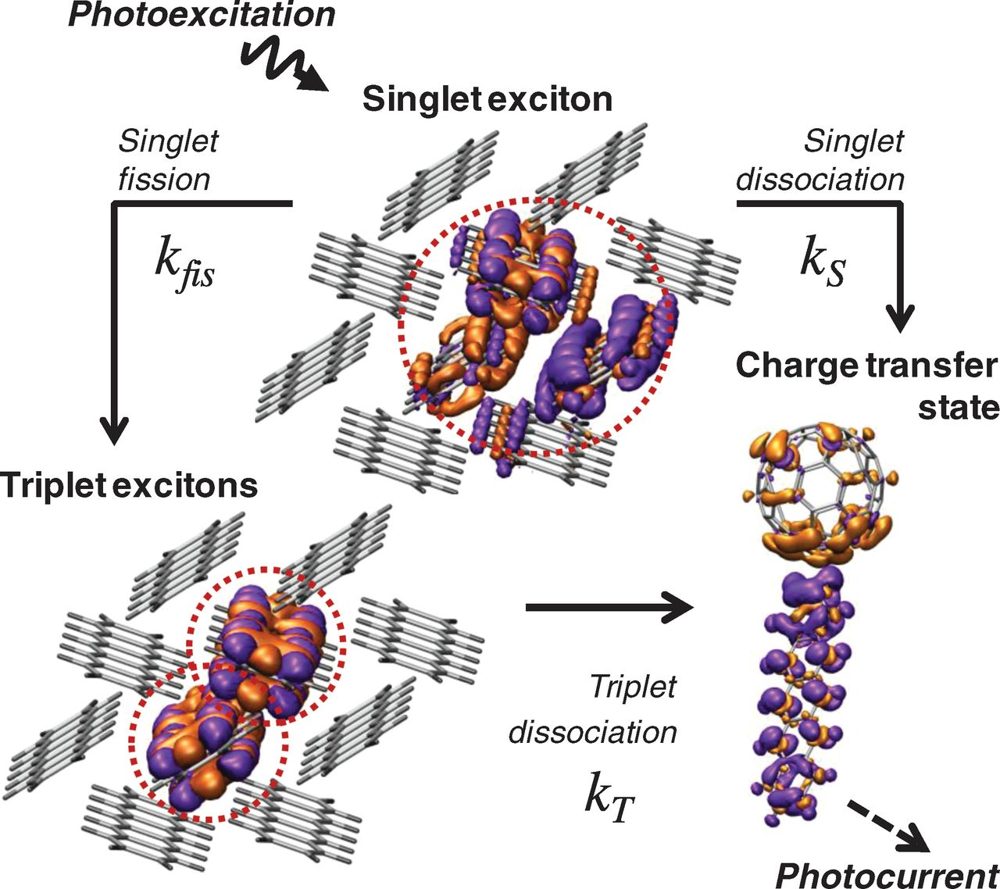 Photoexcitation
Singlet exciton
Singlet
fission
k_fis
Singlet
dissociation
k_S
Charge transfer
state
Triplet excitons
Triplet
dissociation
k_T
Photocurrent